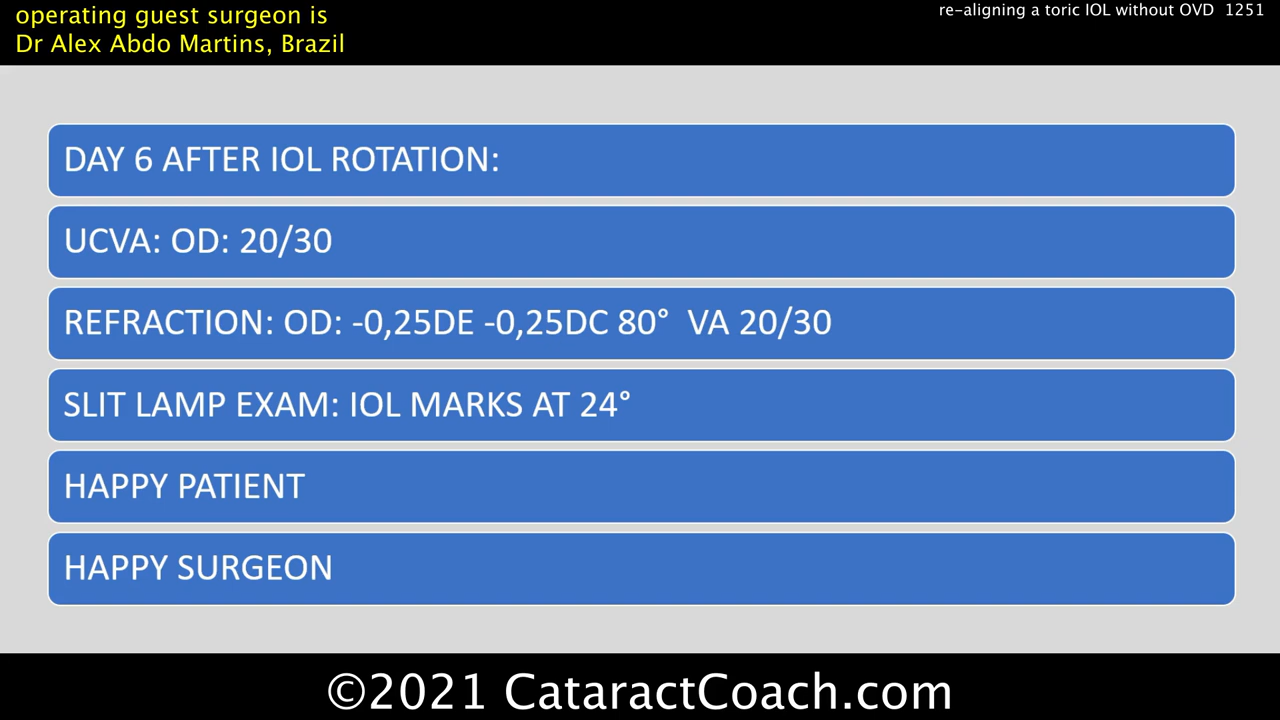 operating guest surgeon is
Dr Alex Abdo Martins, Brazil
re-aligning a toric IOL without OVD 1251
DAY 6 AFTER IOL ROTATION:
UCVA: OD: 20/30
REFRACTION: OD: -0,25DE -0,25DC 80° VA 20/30
SLIT LAMP EXAM: IOL MARKS AT 24°
HAPPY PATIENT
HAPPY SURGEON
©2021 CataractCoach.com